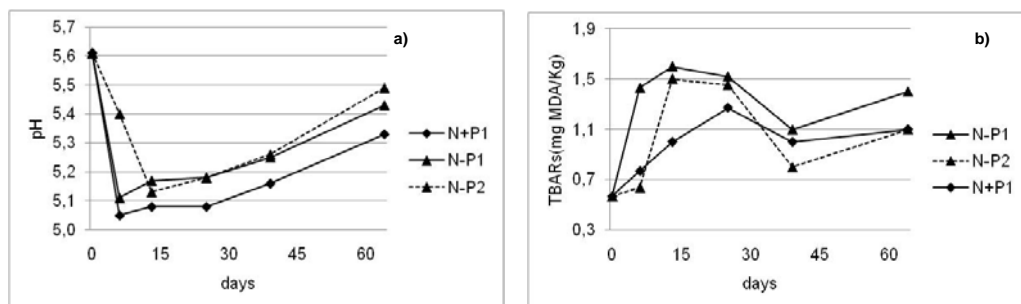 a)
5,7
5,6
5,5
5,4
5,3
5,2
5,1
5,0
pH
0 15 30 45 60
days
N+P1
N-P1
N-P2
b)
1,9
1,5
1,1
0,7
0,3
TBARs(mg MDA/Kg)
0 15 30 45 60
days
N-P1
N-P2
N+P1